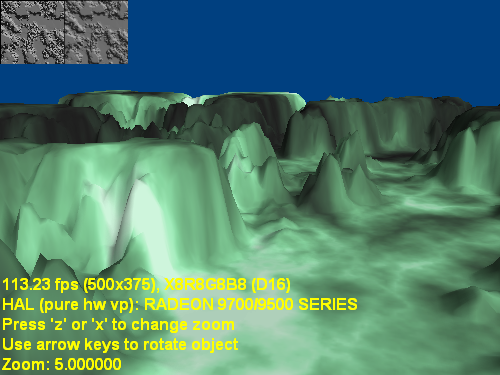 113.23 fps (500x375), X8R8G8B8 (D16)
HAL (pure hw vp): RADEON 9700/9500 SERIES
Press 'z' or 'x' to change zoom
Use arrow keys to rotate object
Zoom: 5.000000